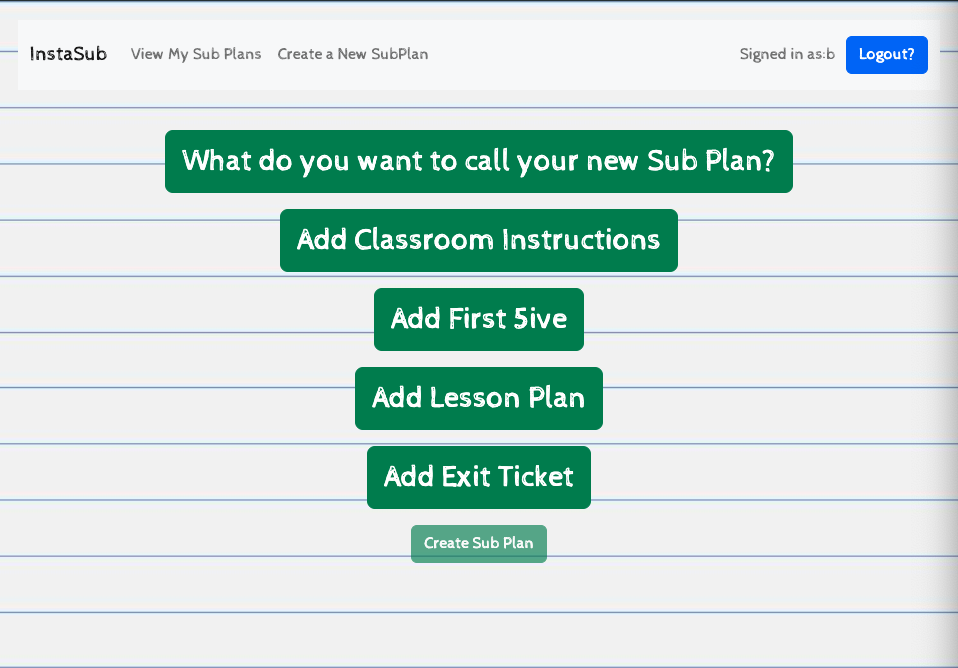 InstaSub View My Sub Plans Create a New SubPlan Signed in as:b Logout?
What do you want to call your new Sub Plan?
Add Classroom Instructions
Add First 5ive
Add Lesson Plan
Add Exit Ticket
Create Sub Plan